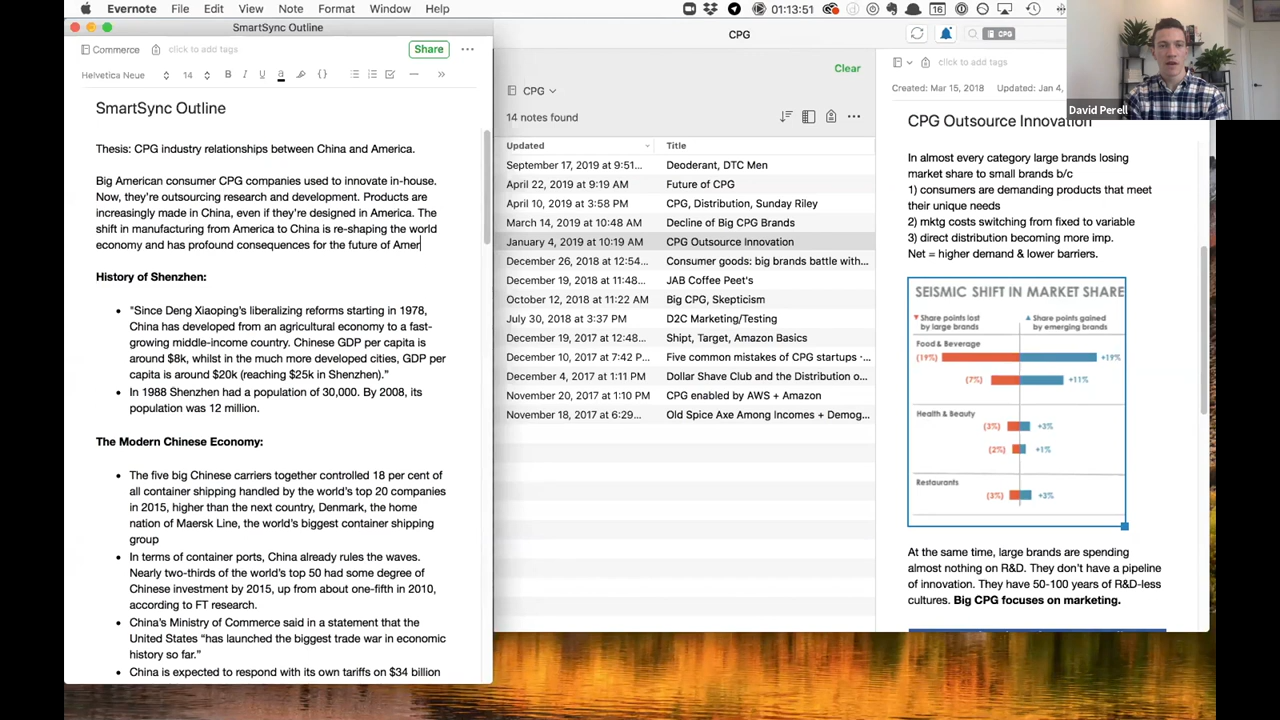 Evernote File Edit View Note Format Window Help
01:13:51
16
SmartSync Outline
Commerce click to add tags Share
Helvetica Neue 14 B I U a
SmartSync Outline
Thesis: CPG industry relationships between China and America.
Big American consumer CPG companies used to innovate in-house.
Now, they're outsourcing research and development. Products are
increasingly made in China, even if they're designed in America. The
shift in manufacturing from America to China is re-shaping the world
economy and has profound consequences for the future of Amer
History of Shenzhen:
• "Since Deng Xiaoping's liberalizing reforms starting in 1978,
China has developed from an agricultural economy to a fast-
growing middle-income country. Chinese GDP per capita is
around $8k, whilst in the much more developed cities, GDP per
capita is around $20k (reaching $25k in Shenzhen)."
• In 1988 Shenzhen had a population of 30,000. By 2008, its
population was 12 million.
The Modern Chinese Economy:
• The five big Chinese carriers together controlled 18 per cent of
all container shipping handled by the world's top 20 companies
in 2015, higher than the next country, Denmark, the home
nation of Maersk Line, the world's biggest container shipping
group
• In terms of container ports, China already rules the waves.
Nearly two-thirds of the world's top 50 had some degree of
Chinese investment by 2015, up from about one-fifth in 2010,
according to FT research.
• China's Ministry of Commerce said in a statement that the
United States "has launched the biggest trade war in economic
history so far."
• China is expected to respond with its own tariffs on $34 billion
CPG
Clear
CPG
14 notes found
Updated Title
September 17, 2019 at 9:51... Deoderant, DTC Men
April 22, 2019 at 9:19 AM Future of CPG
April 10, 2019 at 3:58 PM CPG, Distribution, Sunday Riley
March 14, 2019 at 10:48 AM Decline of Big CPG Brands
January 4, 2019 at 10:19 AM CPG Outsource Innovation
December 26, 2018 at 12:54... Consumer goods: big brands battle with...
December 19, 2018 at 11:48... JAB Coffee Peet's
October 12, 2018 at 11:22 AM Big CPG, Skepticism
July 30, 2018 at 3:37 PM D2C Marketing/Testing
December 19, 2017 at 12:48... Shipt, Target, Amazon Basics
December 10, 2017 at 7:42 P... Five common mistakes of CPG startups -...
December 4, 2017 at 1:11 PM Dollar Shave Club and the Distribution o...
November 20, 2017 at 1:10 PM CPG enabled by AWS + Amazon
November 18, 2017 at 6:29... Old Spice Axe Among Incomes + Demog...
CPG
click to add tags
Created: Mar 15, 2018 Updated: Jan 4,
David Perell
CPG Outsource Innovation
In almost every category large brands losing
market share to small brands b/c
1) consumers are demanding products that meet
their unique needs
2) mktg costs switching from fixed to variable
3) direct distribution becoming more imp.
Net = higher demand & lower barriers.
SEISMIC SHIFT IN MARKET SHARE
Share points lost
by large brands
Share points gained
by emerging brands
Food & Beverage
(19%) +19%
(7%) +11%
Health & Beauty
(3%) +3%
(2%) +1%
Restaurants
(3%) +3%
At the same time, large brands are spending
almost nothing on R&D. They don't have a pipeline
of innovation. They have 50-100 years of R&D-less
cultures. Big CPG focuses on marketing.